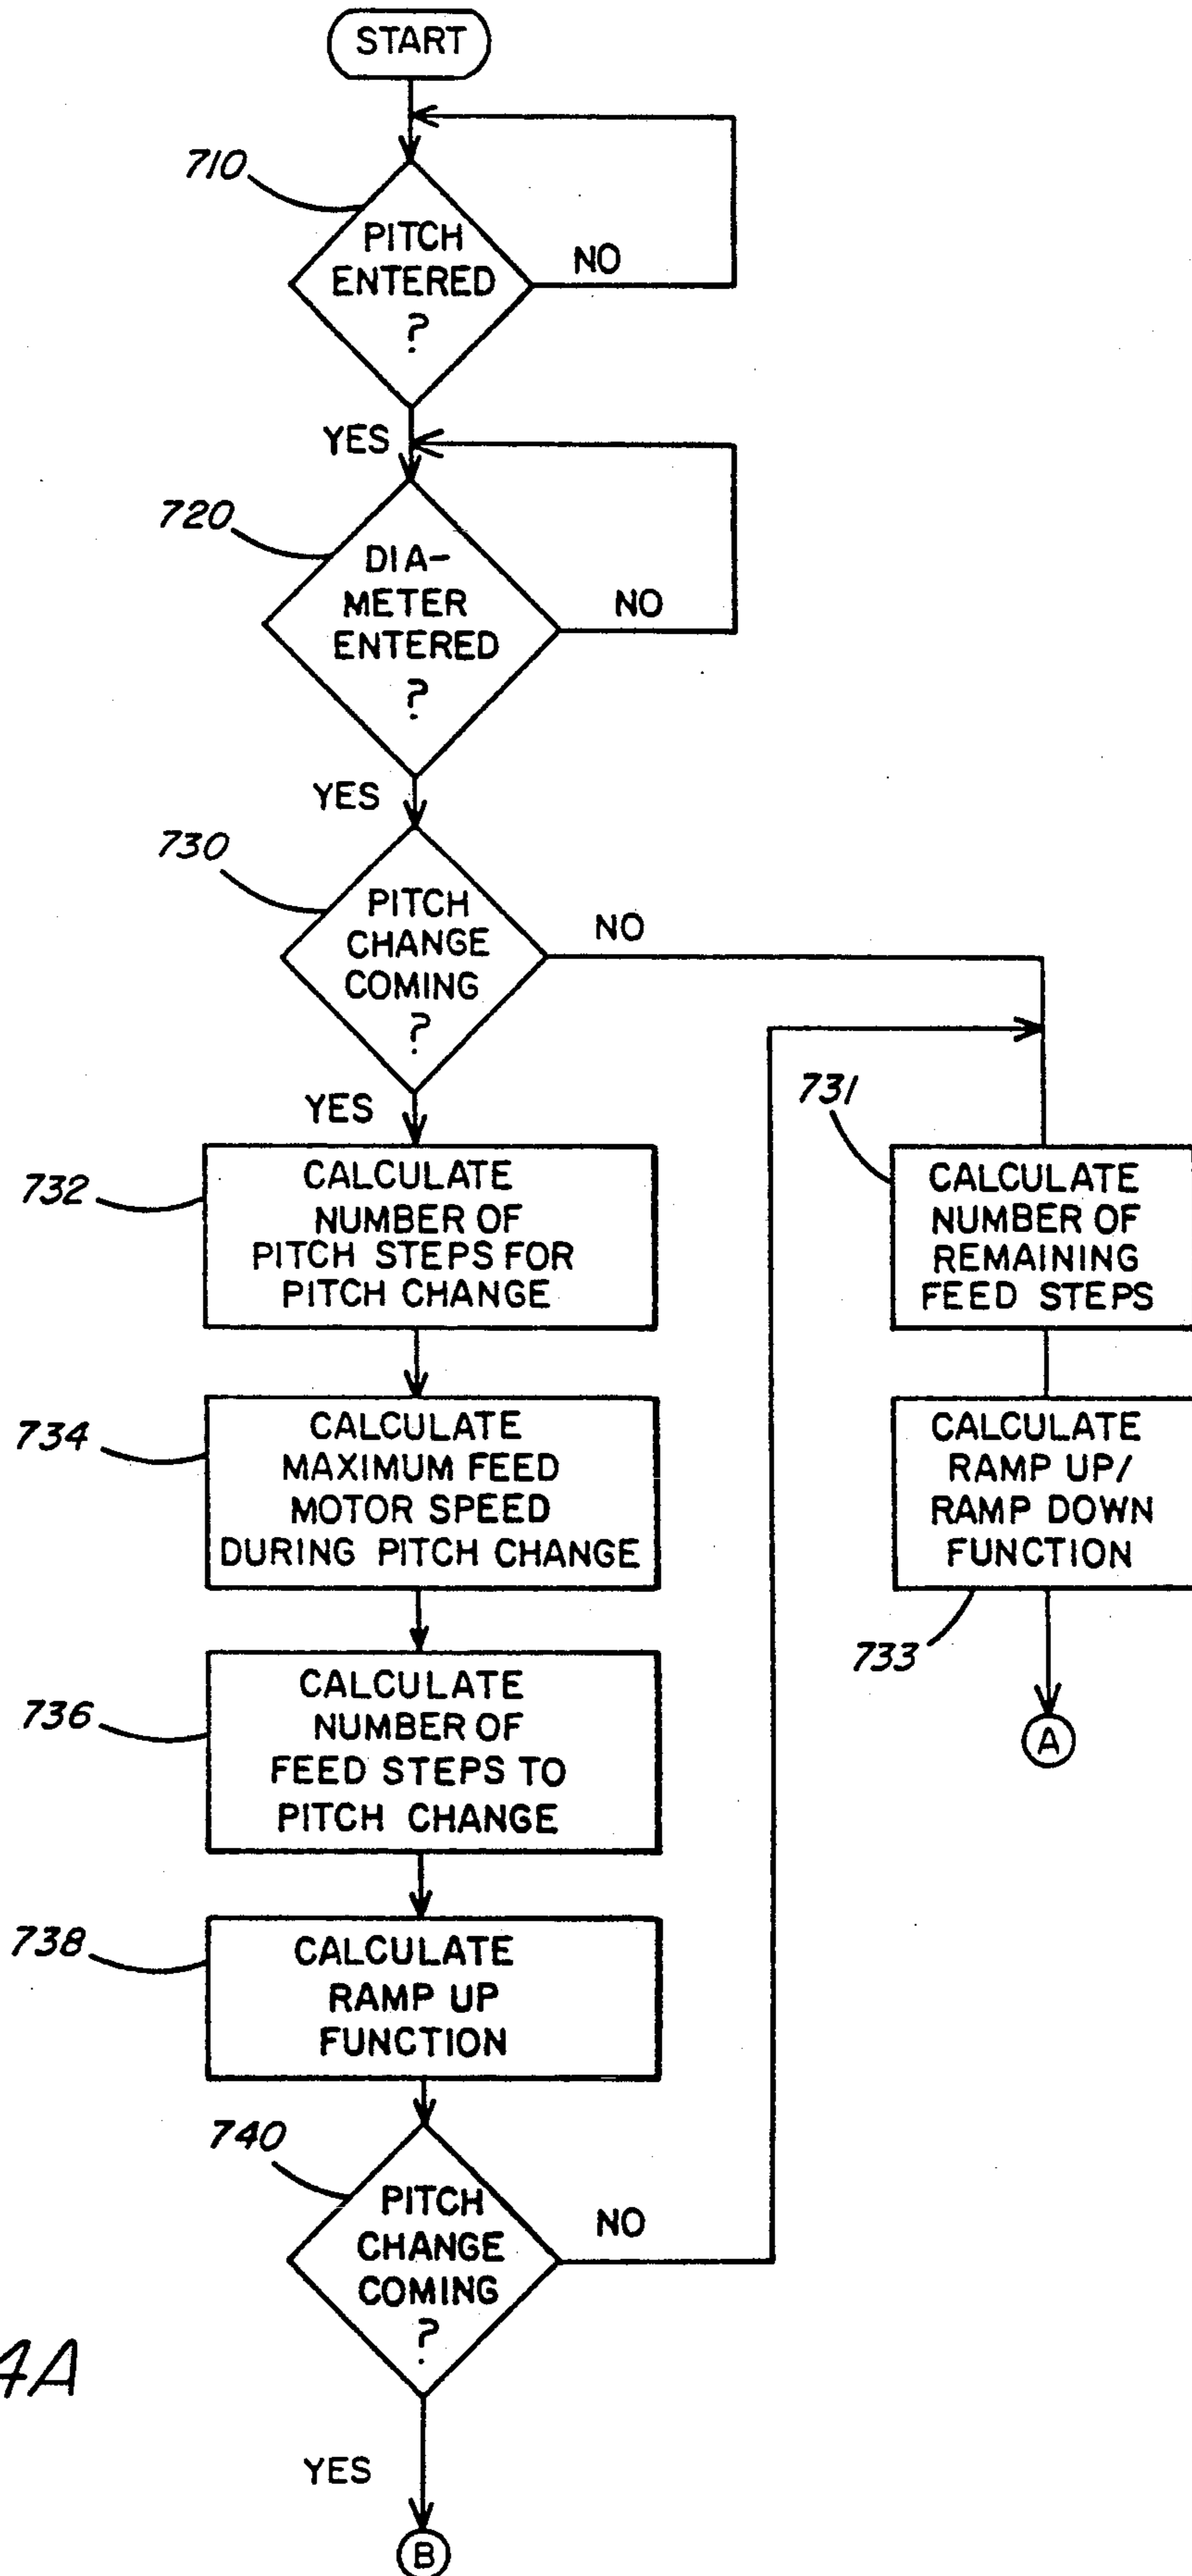 START
710
PITCH
ENTERED
?
NO
YES
720
DIA-
METER
ENTERED
?
NO
YES
730
PITCH
CHANGE
COMING
?
NO
YES
732
CALCULATE
NUMBER OF
PITCH STEPS FOR
PITCH CHANGE
731
CALCULATE
NUMBER OF
REMAINING
FEED STEPS
734
CALCULATE
MAXIMUM FEED
MOTOR SPEED
DURING PITCH CHANGE
CALCULATE
RAMP UP/
RAMP DOWN
FUNCTION
733
A
736
CALCULATE
NUMBER OF
FEED STEPS TO
PITCH CHANGE
738
CALCULATE
RAMP UP
FUNCTION
740
PITCH
CHANGE
COMING
?
NO
4A
YES
B